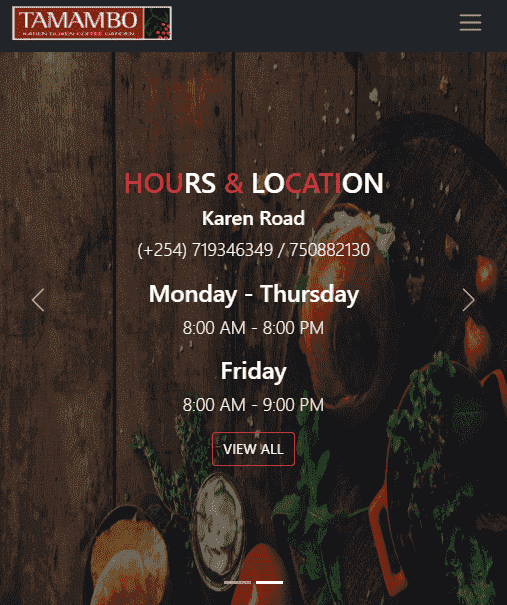 TAMAMBO
KAREN BLIXEN COFFEE GARDEN
HOURS & LOCATION
Karen Road
(+254) 719346349 / 750882130
Monday - Thursday
8:00 AM - 8:00 PM
Friday
8:00 AM - 9:00 PM
VIEW ALL